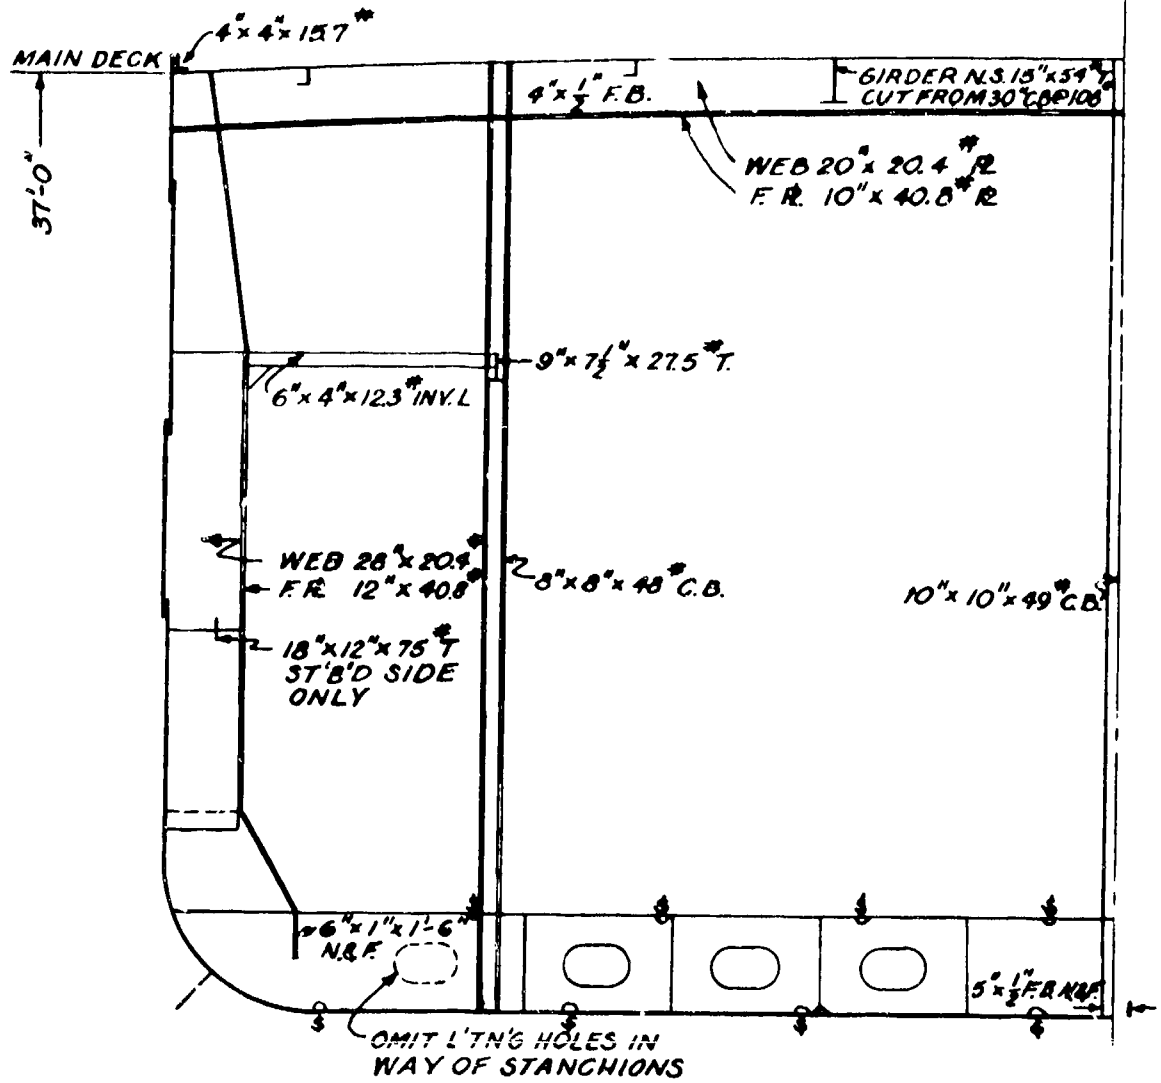 4"x 4"x 15.7#
MAIN DECK
37'-0"
4"x 1/2" F.B.
GIRDER N.S. 15"x54# T.
CUT FROM 30" C.B.@108#
WEB 20"x 20.4# PL
F. PL. 10"x 40.8# PL
9"x 7 1/2"x 27.5# T.
6"x 4"x 12.3# INV. L
WEB 28"x 20.4#
F. PL. 12"x 40.8#
8"x 8"x 48# C.B.
10"x 10"x 49# C.B.
18"x12"x 75# T
ST'B'D SIDE
ONLY
6"x 1"x 1'-6"
N.&F.
5"x 1/2" F.B. N.&F.
OMIT L'TN'G HOLES IN
WAY OF STANCHIONS